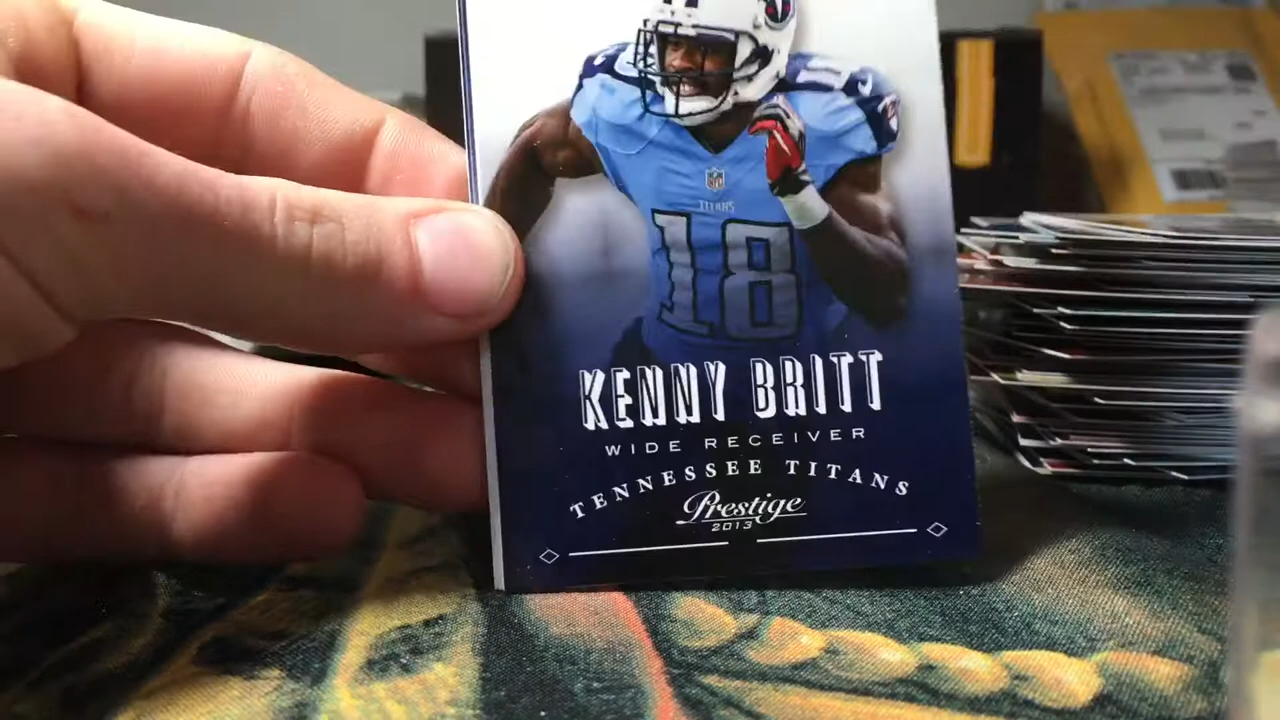 TITANS
18
KENNY BRITT
WIDE RECEIVER
TENNESSEE TITANS
Prestige
2013